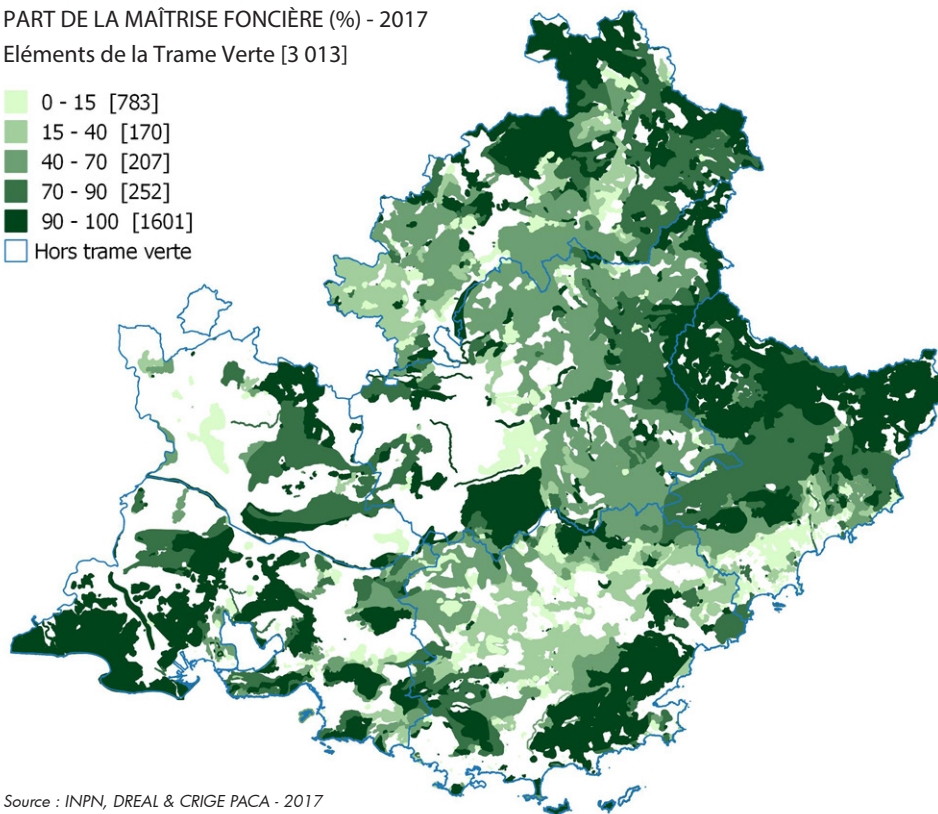 PART DE LA MAÎTRISE FONCIÈRE (%) - 2017
Eléments de la Trame Verte [3 013]
0 - 15 [783]
15 - 40 [170]
40 - 70 [207]
70 - 90 [252]
90 - 100 [1601]
Hors trame verte
Source : INPN, DREAL & CRIGE PACA - 2017